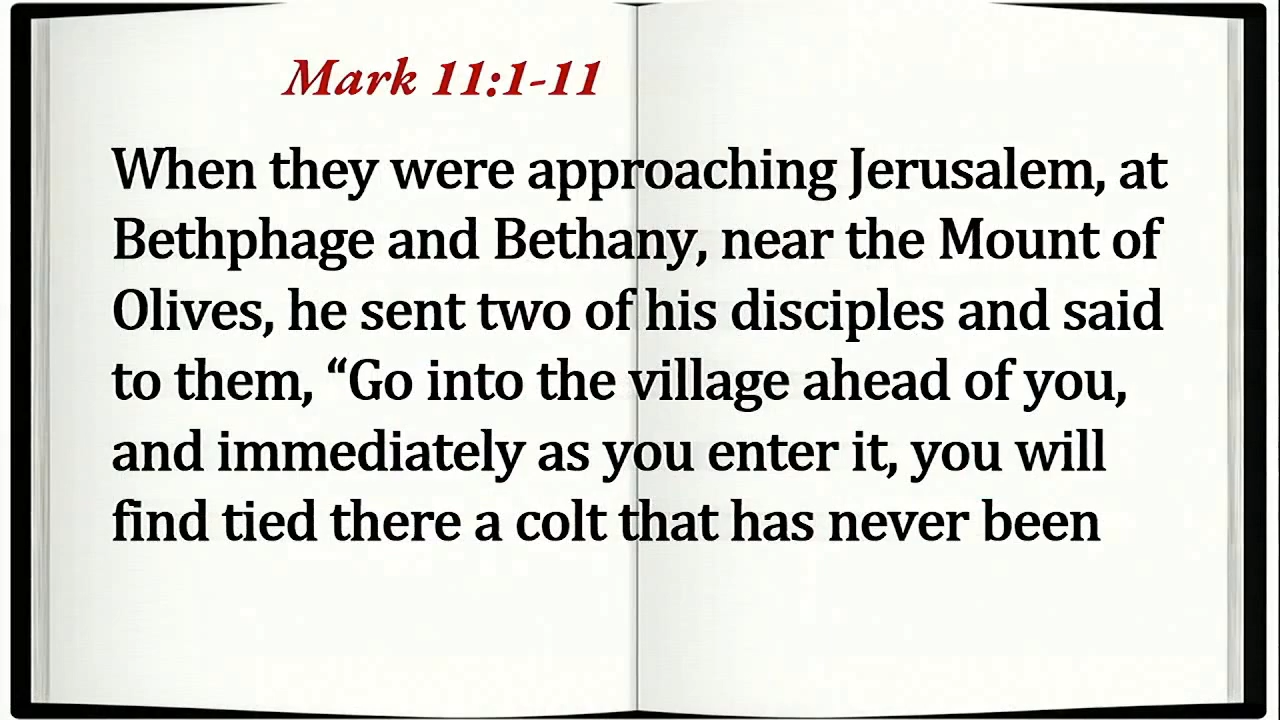 Mark 11:1-11
When they were approaching Jerusalem, at
Bethphage and Bethany, near the Mount of
Olives, he sent two of his disciples and said
to them, “Go into the village ahead of you,
and immediately as you enter it, you will
find tied there a colt that has never been